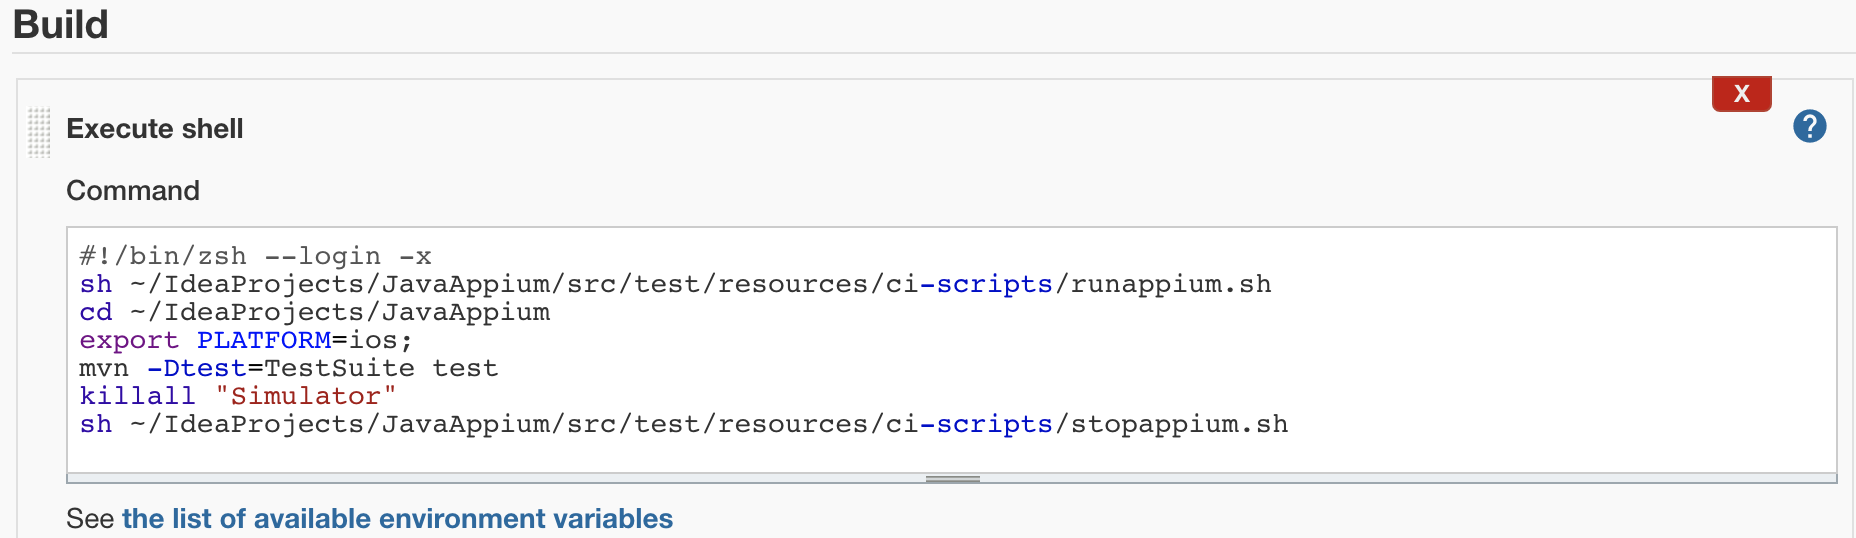 Build
X
Execute shell
?
Command
#!/bin/zsh --login -x
sh ~/IdeaProjects/JavaAppium/src/test/resources/ci-scripts/runappium.sh
cd ~/IdeaProjects/JavaAppium
export PLATFORM=ios;
mvn -Dtest=TestSuite test
killall "Simulator"
sh ~/IdeaProjects/JavaAppium/src/test/resources/ci-scripts/stopappium.sh
See the list of available environment variables